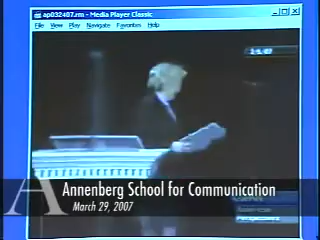 ap032407.rm - Media Player Classic
File View Play Navigate Favorites Help
A
Annenberg School for Communication
March 29, 2007